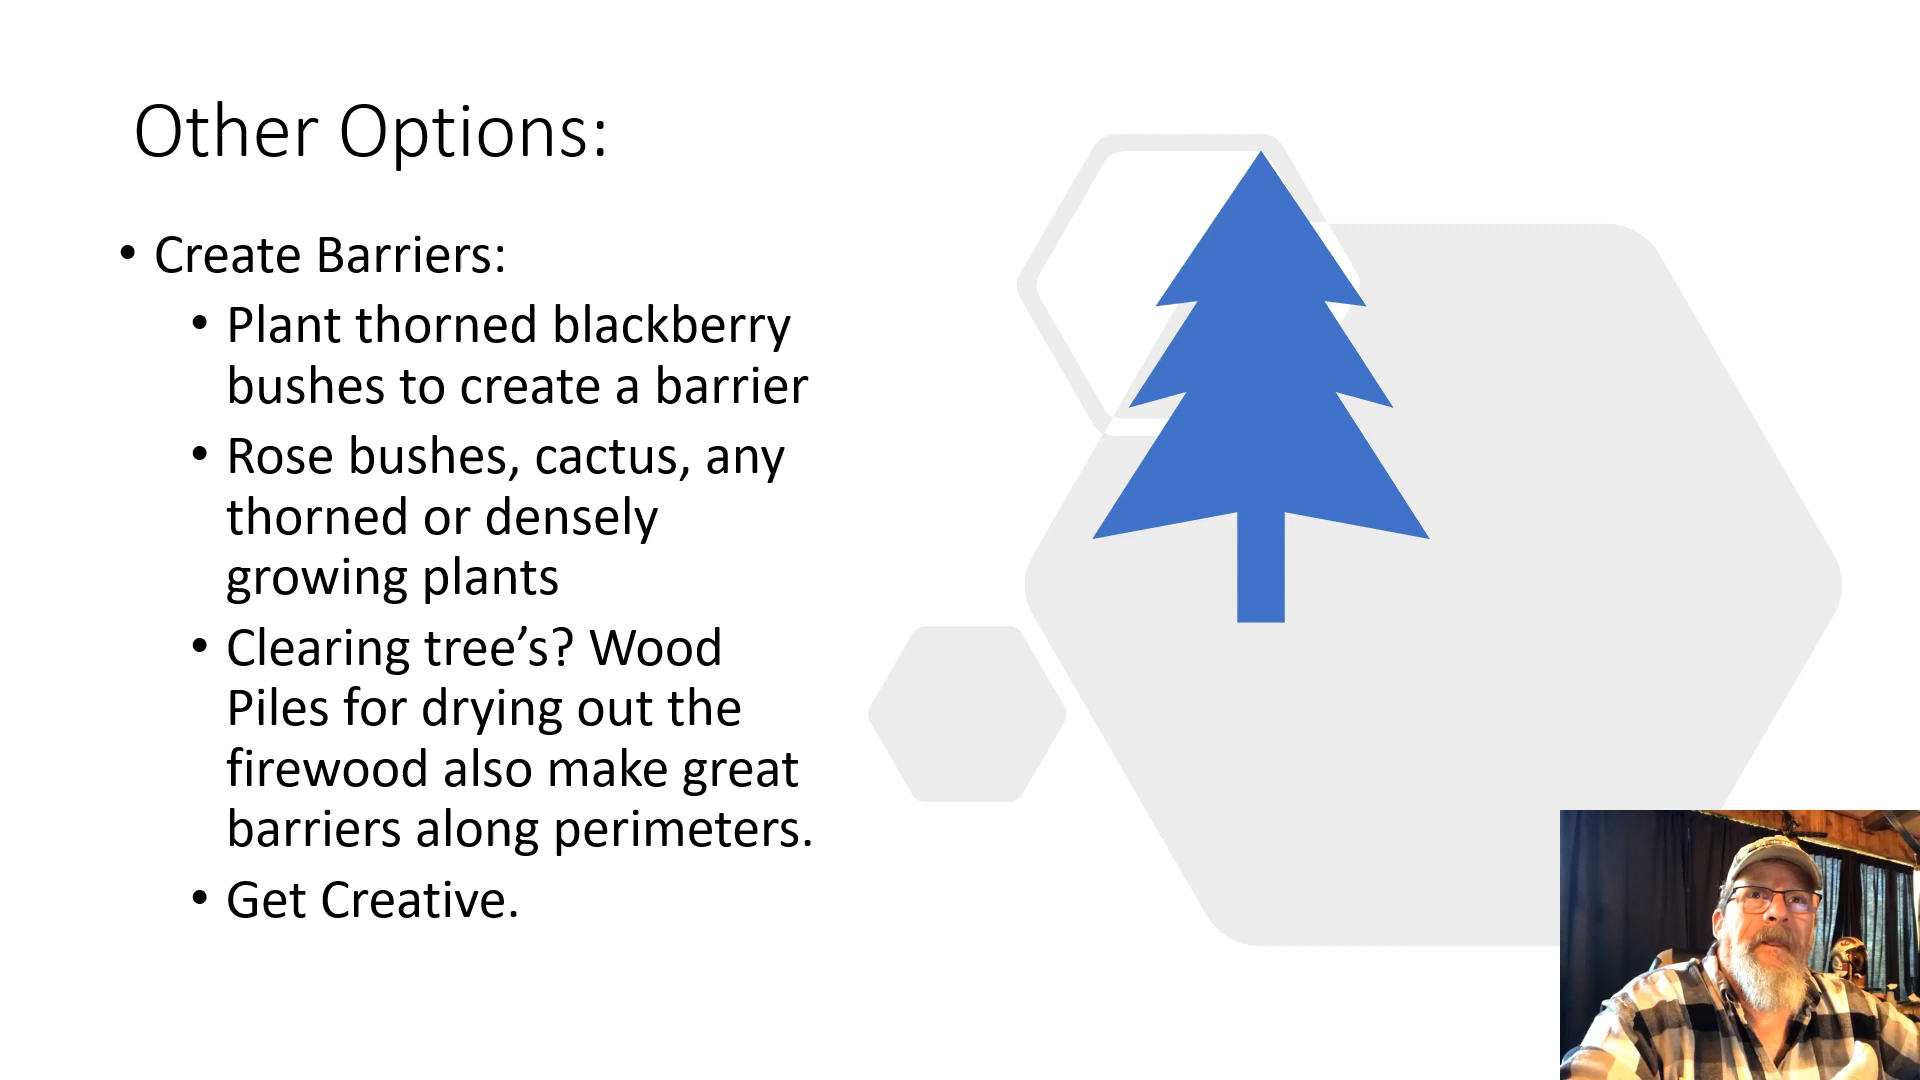 Other Options:
• Create Barriers:
• Plant thorned blackberry
bushes to create a barrier
• Rose bushes, cactus, any
thorned or densely
growing plants
• Clearing tree’s? Wood
Piles for drying out the
firewood also make great
barriers along perimeters.
• Get Creative.